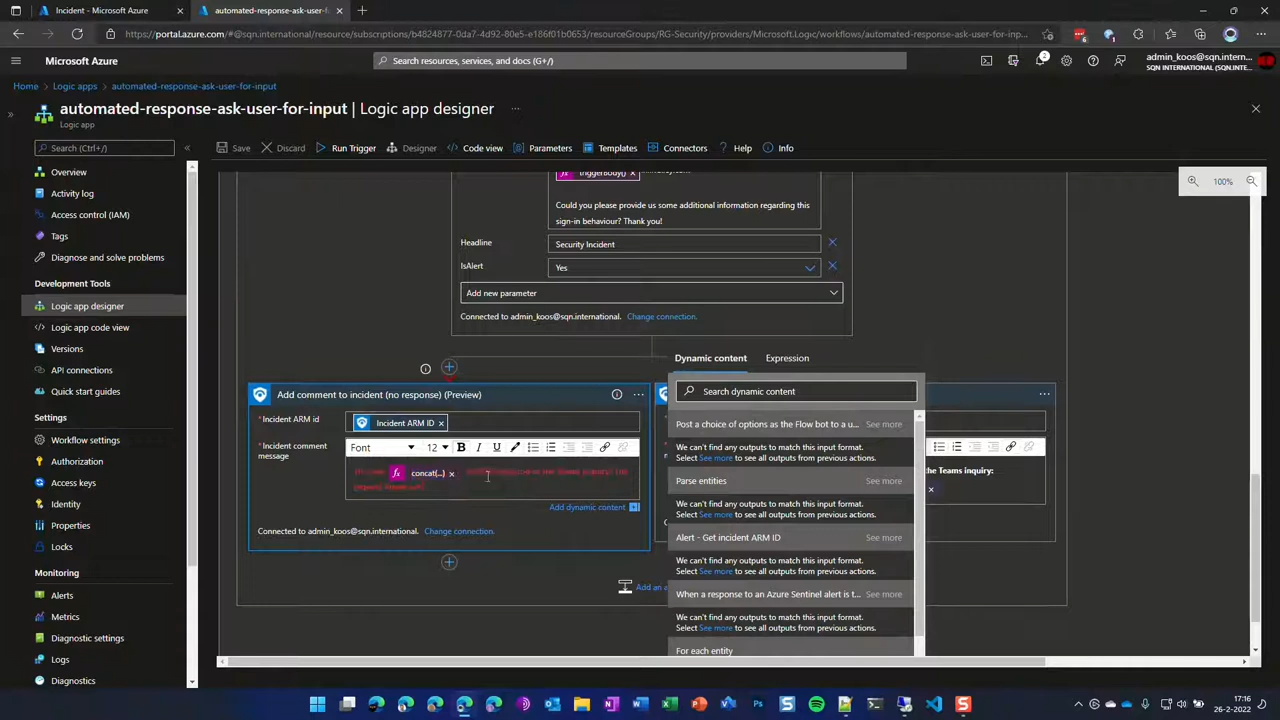 Incident - Microsoft Azure
automated-response-ask-user-for-
https://portal.azure.com/#@sqn.international/resource/subscriptions/b4824877-0da7-4d92-80e5-e186f01b0653/resourceGroups/RG-Security/providers/Microsoft.Logic/workflows/automated-response-ask-user-for-inp...
Microsoft Azure
Search resources, services, and docs (G+/)
2
admin_koos@sqn.intern...
SQN INTERNATIONAL (SQN.INTERN...
Home
Logic apps
automated-response-ask-user-for-input
automated-response-ask-user-for-input | Logic app designer
Logic app
Search (Ctrl+/)
Save
Discard
Run Trigger
Designer
Code view
Parameters
Templates
Connectors
Help
Info
100%
Overview
Activity log
Access control (IAM)
Tags
Diagnose and solve problems
Development Tools
Logic app designer
Logic app code view
Versions
API connections
Quick start guides
Settings
Workflow settings
Authorization
Access keys
Identity
Properties
Locks
Monitoring
Alerts
Metrics
Diagnostic settings
Logs
Diagnostics
fx triggerBody()
Could you please provide us some additional information regarding this
sign-in behaviour? Thank you!
Headline
Security Incident
IsAlert
Yes
Add new parameter
Connected to admin_koos@sqn.international. Change connection.
Add comment to incident (no response) (Preview)
* Incident ARM id
Incident ARM ID
* Incident comment
message
Font
12
fx concat(...)
Add dynamic content
Connected to admin_koos@sqn.international. Change connection.
Add an a
the Teams inquiry:
Dynamic content
Expression
Search dynamic content
Post a choice of options as the Flow bot to a u... See more
We can't find any outputs to match this input format.
Select See more to see all outputs from previous actions.
Parse entities See more
We can't find any outputs to match this input format.
Select See more to see all outputs from previous actions.
Alert - Get incident ARM ID See more
We can't find any outputs to match this input format.
Select See more to see all outputs from previous actions.
When a response to an Azure Sentinel alert is t... See more
We can't find any outputs to match this input format.
Select See more to see all outputs from previous actions.
For each entity
17:16
26-2-2022